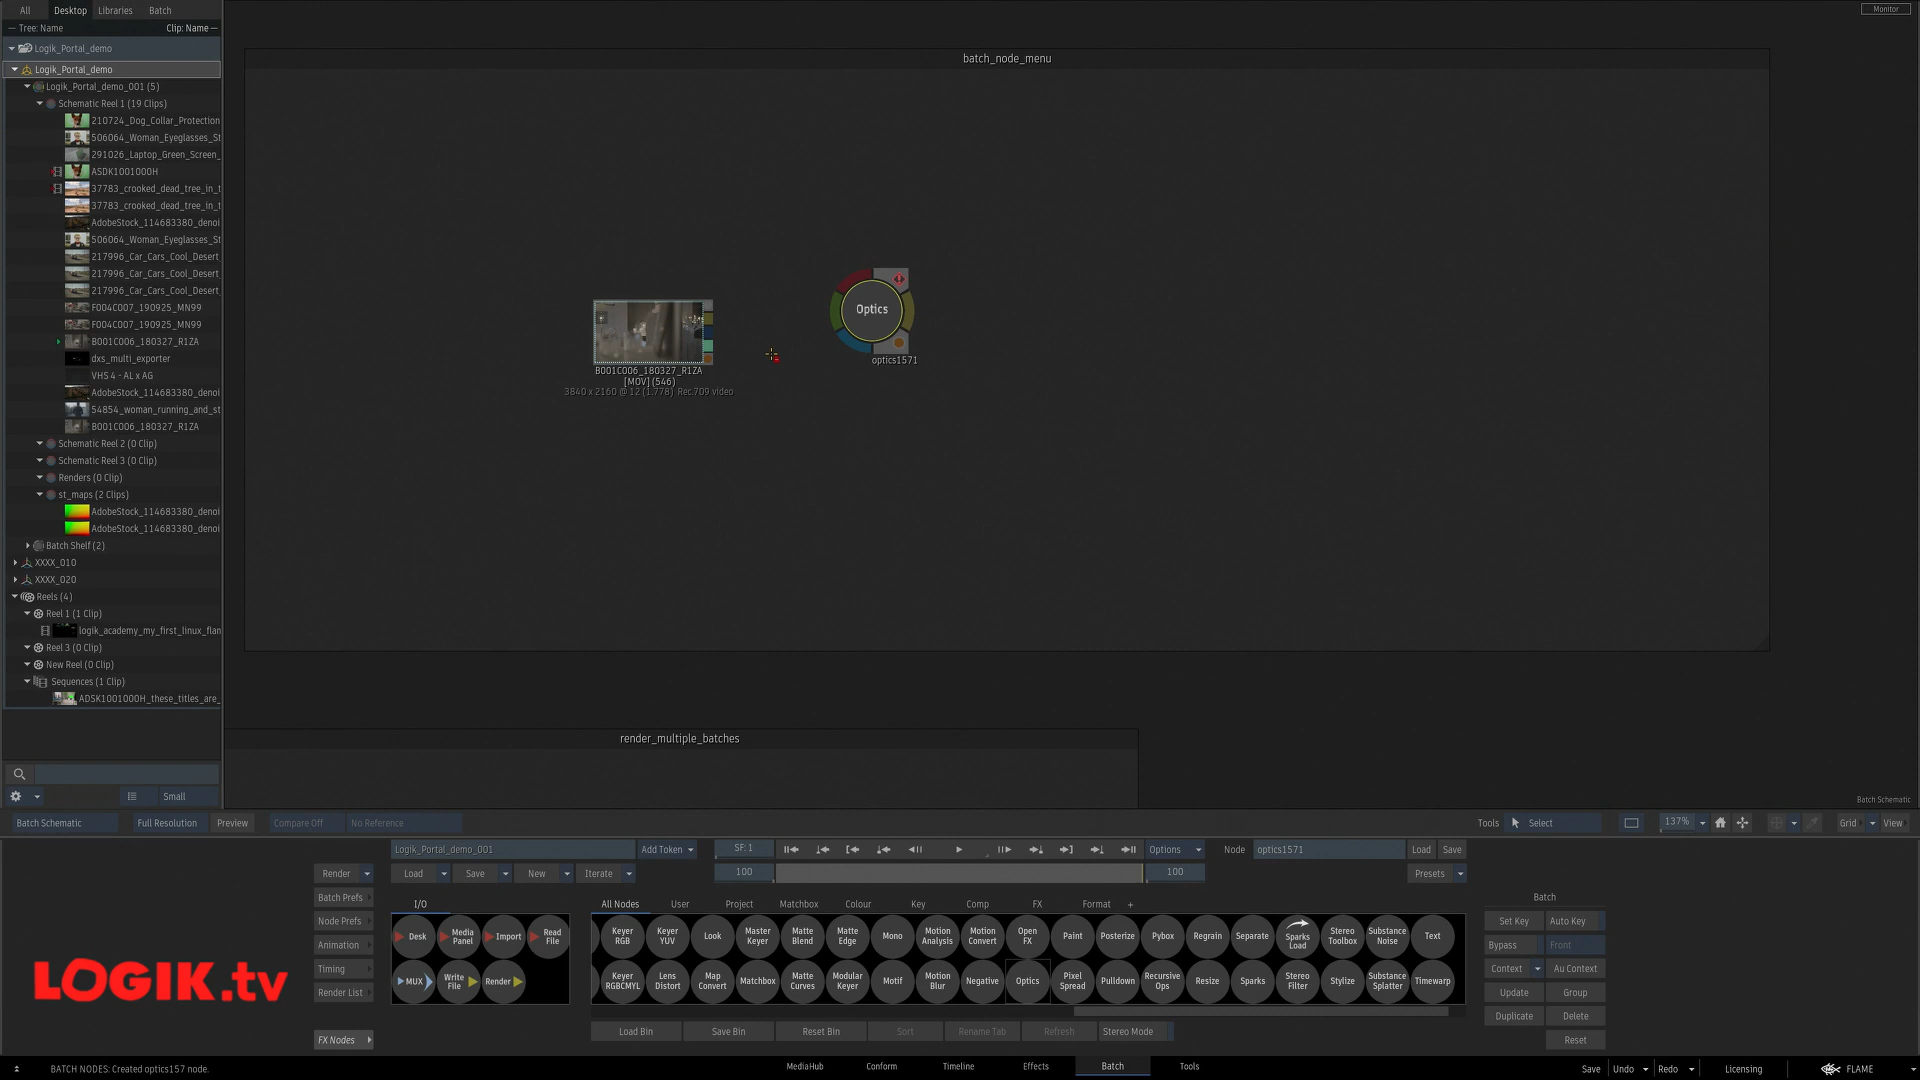 All Desktop Libraries Batch
Tree: Name Clip: Name
Logik_Portal_demo
Logik_Portal_demo
Logik_Portal_demo_001 (5)
Schematic Reel 1 (19 Clips)
210724_Dog_Collar_Protection
506064_Woman_Eyeglasses_St
291026_Laptop_Green_Screen_
ASDK1001000H
37783_crooked_dead_tree_in_t
37783_crooked_dead_tree_in_t
AdobeStock_114683380_denoi
506064_Woman_Eyeglasses_St
217996_Car_Cars_Cool_Desert_
217996_Car_Cars_Cool_Desert_
217996_Car_Cars_Cool_Desert_
F004C007_190925_MN99
F004C007_190925_MN99
B001C006_180327_R1ZA
dxs_multi_exporter
VHS 4 - AL x AG
AdobeStock_114683380_denoi
54854_woman_running_and_st
B001C006_180327_R1ZA
Schematic Reel 2 (0 Clip)
Schematic Reel 3 (0 Clip)
Renders (0 Clip)
st_maps (2 Clips)
AdobeStock_114683380_denoi
AdobeStock_114683380_denoi
Batch Shelf (2)
XXXX_010
XXXX_020
Reels (4)
Reel 1 (1 Clip)
logik_academy_my_first_linux_flan
Reel 3 (0 Clip)
New Reel (0 Clip)
Sequences (1 Clip)
ADSK1001000H_these_titles_are_
Small
Monitor
batch_node_menu
Optics
optics1571
B001C006_180327_R1ZA
[MOV] (546)
3840 x 2160 @ 12 (1.778) Rec.709 video
render_multiple_batches
Batch Schematic
Batch Schematic Full Resolution Preview Compare Off No Reference Tools Select 137% Grid View
Logik_Portal_demo_001 Add Token SF: 1 Options Node optics1571 Load Save
Render Load Save New Iterate 100 100 Presets
Batch Prefs
Node Prefs
Animation
Timing
Render List
FX Nodes
I/O
Desk Media Panel Import Read File
MUX Write File Render
All Nodes User Project Matchbox Colour Key Comp FX Format +
Keyer RGB Keyer YUV Look Master Keyer Matte Blend Matte Edge Mono Motion Analysis Motion Convert Open FX Paint Posterize Pybox Regrain Separate Sparks Load Stereo Toolbox Substance Noise Text
Keyer RGBCMYL Lens Distort Map Convert Matchbox Matte Curves Modular Keyer Motif Motion Blur Negative Optics Pixel Spread Pulldown Recursive Ops Resize Sparks Stereo Filter Stylize Substance Splatter Timewarp
Load Bin Save Bin Reset Bin Sort Rename Tab Refresh Stereo Mode
Batch
Set Key Auto Key
Bypass Front
Context Au Context
Update Group
Duplicate Delete
Reset
LOGIK.tv
BATCH NODES: Created optics157 node.
MediaHub Conform Timeline Effects Batch Tools
Save Undo Redo Licensing FLAME